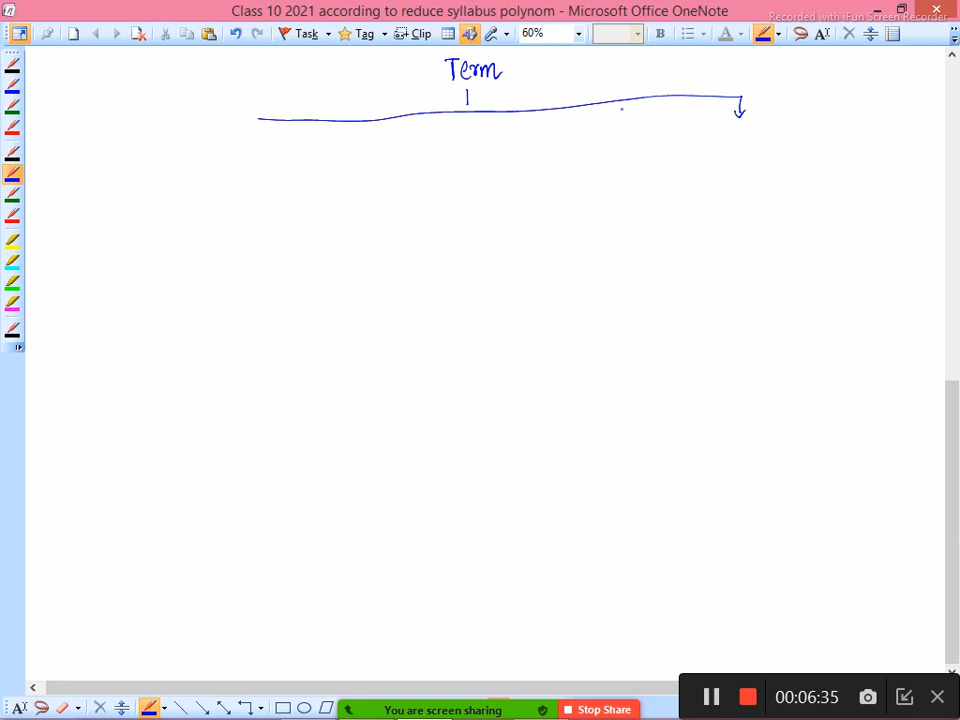 Class 10 2021 according to reduce syllabus polynom - Microsoft Office OneNote
Recorded with iFun Screen Recorder
Task Tag Clip 60% B A A
Term
A
You are screen sharing Stop Share
00:06:35